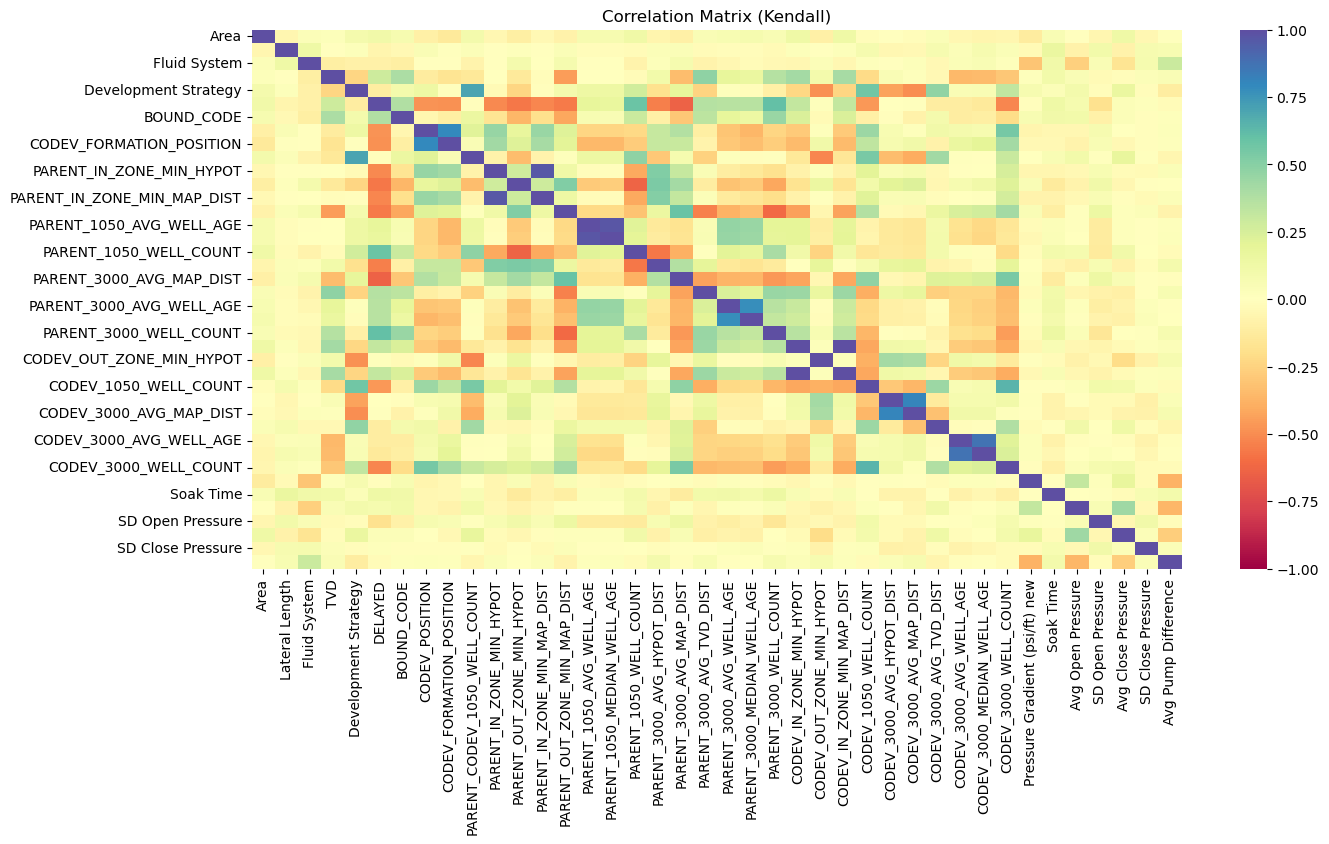 Correlation Matrix (Kendall)
Area
Fluid System
Development Strategy
BOUND_CODE
CODEV_FORMATION_POSITION
PARENT_IN_ZONE_MIN_HYPOT
PARENT_IN_ZONE_MIN_MAP_DIST
PARENT_1050_AVG_WELL_AGE
PARENT_1050_WELL_COUNT
PARENT_3000_AVG_MAP_DIST
PARENT_3000_AVG_WELL_AGE
PARENT_3000_WELL_COUNT
CODEV_OUT_ZONE_MIN_HYPOT
CODEV_1050_WELL_COUNT
CODEV_3000_AVG_MAP_DIST
CODEV_3000_AVG_WELL_AGE
CODEV_3000_WELL_COUNT
Soak Time
SD Open Pressure
SD Close Pressure
Area
Lateral Length
Fluid System
TVD
Development Strategy
DELAYED
BOUND_CODE
CODEV_POSITION
CODEV_FORMATION_POSITION
PARENT_CODEV_1050_WELL_COUNT
PARENT_IN_ZONE_MIN_HYPOT
PARENT_OUT_ZONE_MIN_HYPOT
PARENT_IN_ZONE_MIN_MAP_DIST
PARENT_OUT_ZONE_MIN_MAP_DIST
PARENT_1050_AVG_WELL_AGE
PARENT_1050_MEDIAN_WELL_AGE
PARENT_1050_WELL_COUNT
PARENT_3000_AVG_HYPOT_DIST
PARENT_3000_AVG_MAP_DIST
PARENT_3000_AVG_TVD_DIST
PARENT_3000_AVG_WELL_AGE
PARENT_3000_MEDIAN_WELL_AGE
PARENT_3000_WELL_COUNT
CODEV_IN_ZONE_MIN_HYPOT
CODEV_OUT_ZONE_MIN_HYPOT
CODEV_IN_ZONE_MIN_MAP_DIST
CODEV_1050_WELL_COUNT
CODEV_3000_AVG_HYPOT_DIST
CODEV_3000_AVG_MAP_DIST
CODEV_3000_AVG_TVD_DIST
CODEV_3000_AVG_WELL_AGE
CODEV_3000_MEDIAN_WELL_AGE
CODEV_3000_WELL_COUNT
Pressure Gradient (psi/ft) new
Soak Time
Avg Open Pressure
SD Open Pressure
Avg Close Pressure
SD Close Pressure
Avg Pump Difference
1.00
0.75
0.50
0.25
0.00
−0.25
−0.50
−0.75
−1.00